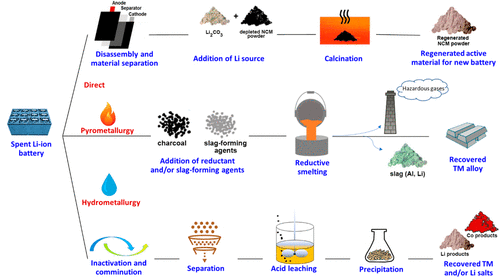 Anode
Separator
Cathode
Li₂CO₃
+
depleted NCM
powder
Regenerated
NCM powder
Disassembly and
material separation
Addition of Li source
Calcination
Regenerated active
material for new battery
Direct
Hazardous gases
Pyrometallurgy
Spent Li-ion
battery
charcoal
slag-forming
agents
Addition of reductant
and/or slag-forming agents
Reductive
smelting
slag (Al, Li)
Recovered
TM alloy
Hydrometallurgy
Co products
Li products
Inactivation and
comminution
Separation
Acid leaching
Precipitation
Recovered TM
and/or Li salts